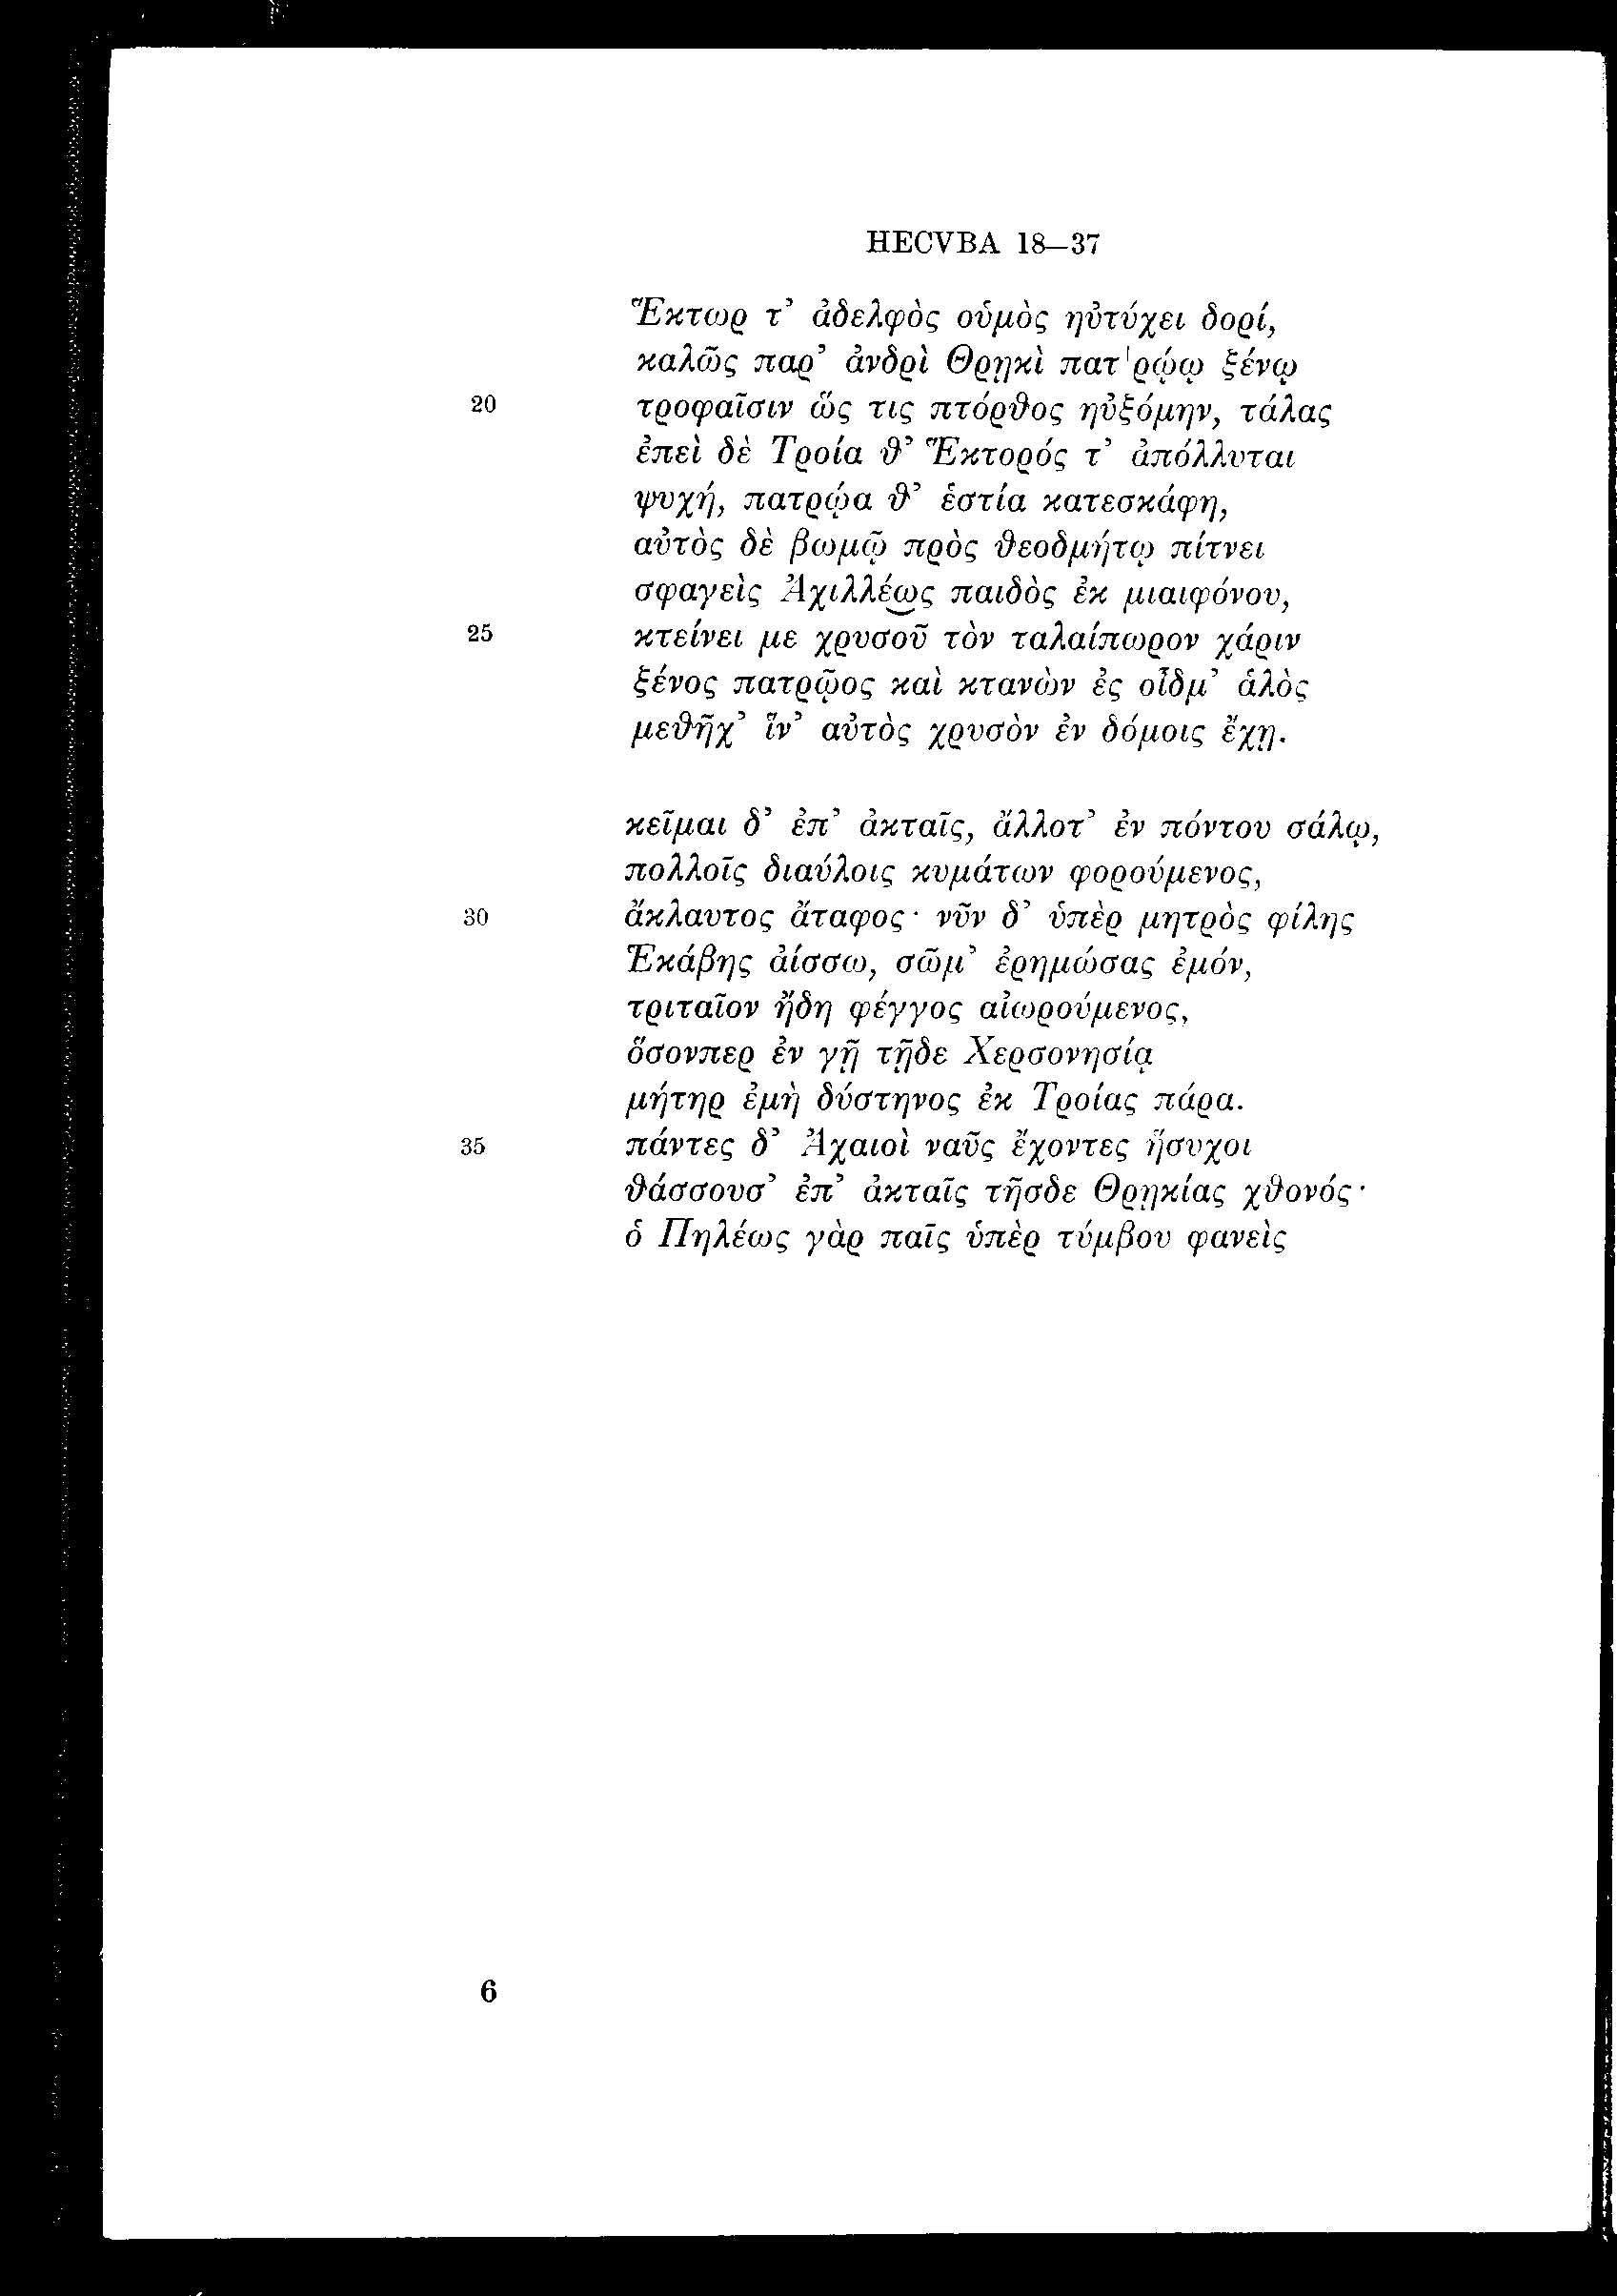 HECVBA 18–37
Ἕκτωρ τ’ ἀδελφὸς οὑμὸς ηὐτύχει δορί,
καλῶς παρ’ ἀνδρὶ Θρῃκὶ πατ'ρῴῳ ξένῳ
20 τροφαῖσιν ὥς τις πτόρθος ηὐξόμην, τάλας
ἐπεὶ δὲ Τροία θ’ Ἕκτορός τ’ ἀπόλλυται
ψυχή, πατρῴα θ’ ἑστία κατεσκάφη,
αὐτὸς δὲ βωμῷ πρὸς θεοδμήτῳ πίτνει
σφαγεὶς Ἀχιλλέως παιδὸς ἐκ μιαιφόνου,
25 κτείνει με χρυσοῦ τὸν ταλαίπωρον χάριν
ξένος πατρῷος καὶ κτανὼν ἐς οἶδμ’ ἁλὸς
μεθῆχ’ ἵν’ αὐτὸς χρυσὸν ἐν δόμοις ἔχῃ.
κεῖμαι δ’ ἐπ’ ἀκταῖς, ἄλλοτ’ ἐν πόντου σάλῳ,
πολλοῖς διαύλοις κυμάτων φορούμενος,
30 ἄκλαυτος ἄταφος· νῦν δ’ ὑπὲρ μητρὸς φίλης
Ἑκάβης ἀίσσω, σῶμ’ ἐρημώσας ἐμόν,
τριταῖον ἤδη φέγγος αἰωρούμενος,
ὅσονπερ ἐν γῇ τῇδε Χερσονησίᾳ
μήτηρ ἐμὴ δύστηνος ἐκ Τροίας πάρα.
35 πάντες δ’ Ἀχαιοὶ ναῦς ἔχοντες ἥσυχοι
θάσσουσ’ ἐπ’ ἀκταῖς τῆσδε Θρῃκίας χθονός·
ὁ Πηλέως γὰρ παῖς ὑπὲρ τύμβου φανεὶς
6